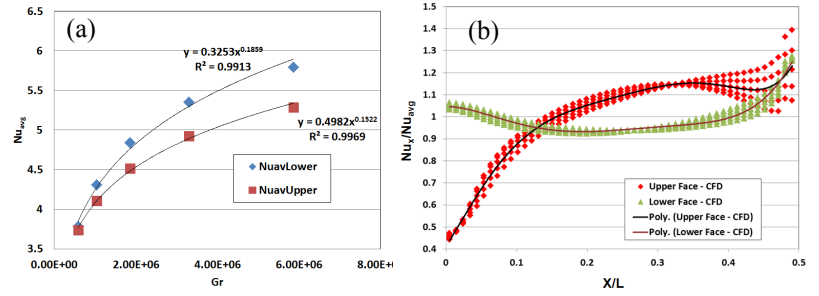 (a)
6.5
6
5.5
5
4.5
4
3.5
Nu_avg
y = 0.3253x^0.1859
R² = 0.9913
y = 0.4982x^0.1522
R² = 0.9969
NuavLower
NuavUpper
0.00E+00 2.00E+06 4.00E+06 6.00E+06 8.00E+0
Gr
(b)
1.5
1.4
1.3
1.2
1.1
1
0.9
0.8
0.7
0.6
0.5
0.4
Nu_x/Nu_avg
Upper Face - CFD
Lower Face - CFD
Poly. (Upper Face - CFD)
Poly. (Lower Face - CFD)
0 0.1 0.2 0.3 0.4 0.5
X/L